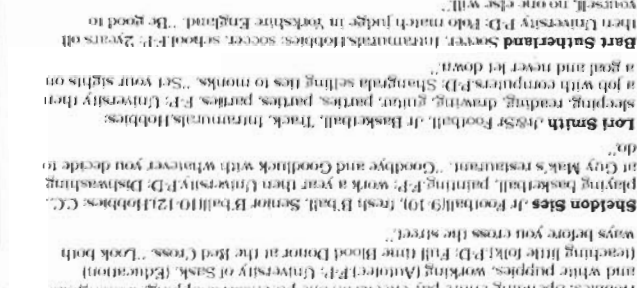 (teaching little folk)P-D: Full time Blood Donor at the Red Cross. "Look both
ways before you cross the street."
Sheldon Sies Jr Football(9-10), fresh B'ball, Senior B'ball(10-12)Hobbies: CC,
playing basketball, painting.F-P: work a year then University.P-D: Dishwashing
at Guy Mak's restaurant. "Goodbye and Goodluck with whatever you decide to
do."
Lori Smith Jr&Sr Football, Jr Basketball, Track, Intramurals.Hobbies:
sleeping, reading, drawing, guitar, parties, parties, parties. F-P: University then
a job with computers.P-D: Shangrala selling ties to monks. "Set your sights on
a goal and never let down."
Bart Sutherland Soccer, Intramurals.Hobbies: soccer, school.F-P: 2years off
then University P-D: Polo match judge in Yorkshire England. "Be good to
yourself, no one else will."
and white puppies, working (Autotec).F-P: University of Sask. (Education)